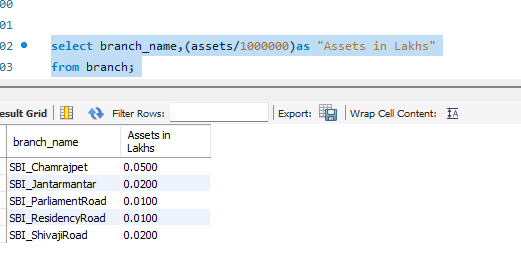 00
01
02 select branch_name,(assets/1000000)as "Assets in Lakhs"
03 from branch;
esult Grid Filter Rows: Export: Wrap Cell Content:
branch_name Assets in Lakhs
SBI_Chamrajpet 0.0500
SBI_Jantarmantar 0.0200
SBI_ParliamentRoad 0.0100
SBI_ResidencyRoad 0.0100
SBI_ShivajiRoad 0.0200